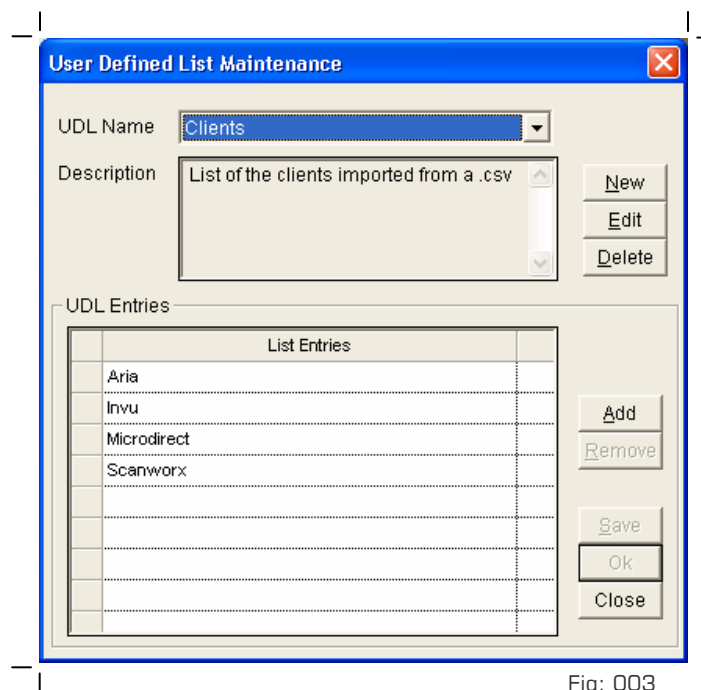 User Defined List Maintenance
UDL Name
Clients
Description
List of the clients imported from a .csv
New
Edit
Delete
UDL Entries
List Entries
Aria
Invu
Microdirect
Scanworx
Add
Remove
Save
Ok
Close
Fig: 003